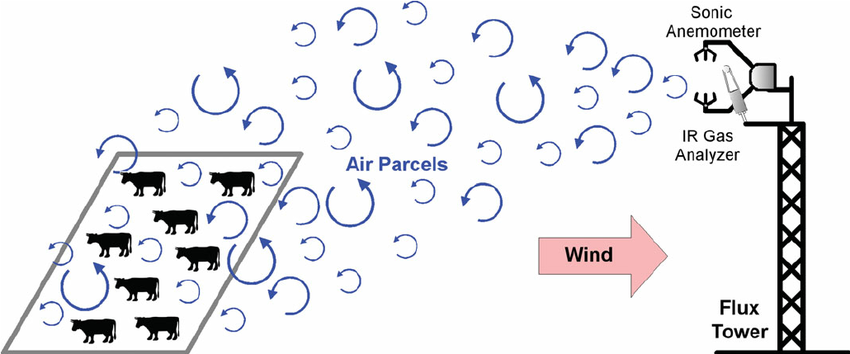 Sonic
Anemometer
IR Gas
Analyzer
Air Parcels
Wind
Flux
Tower